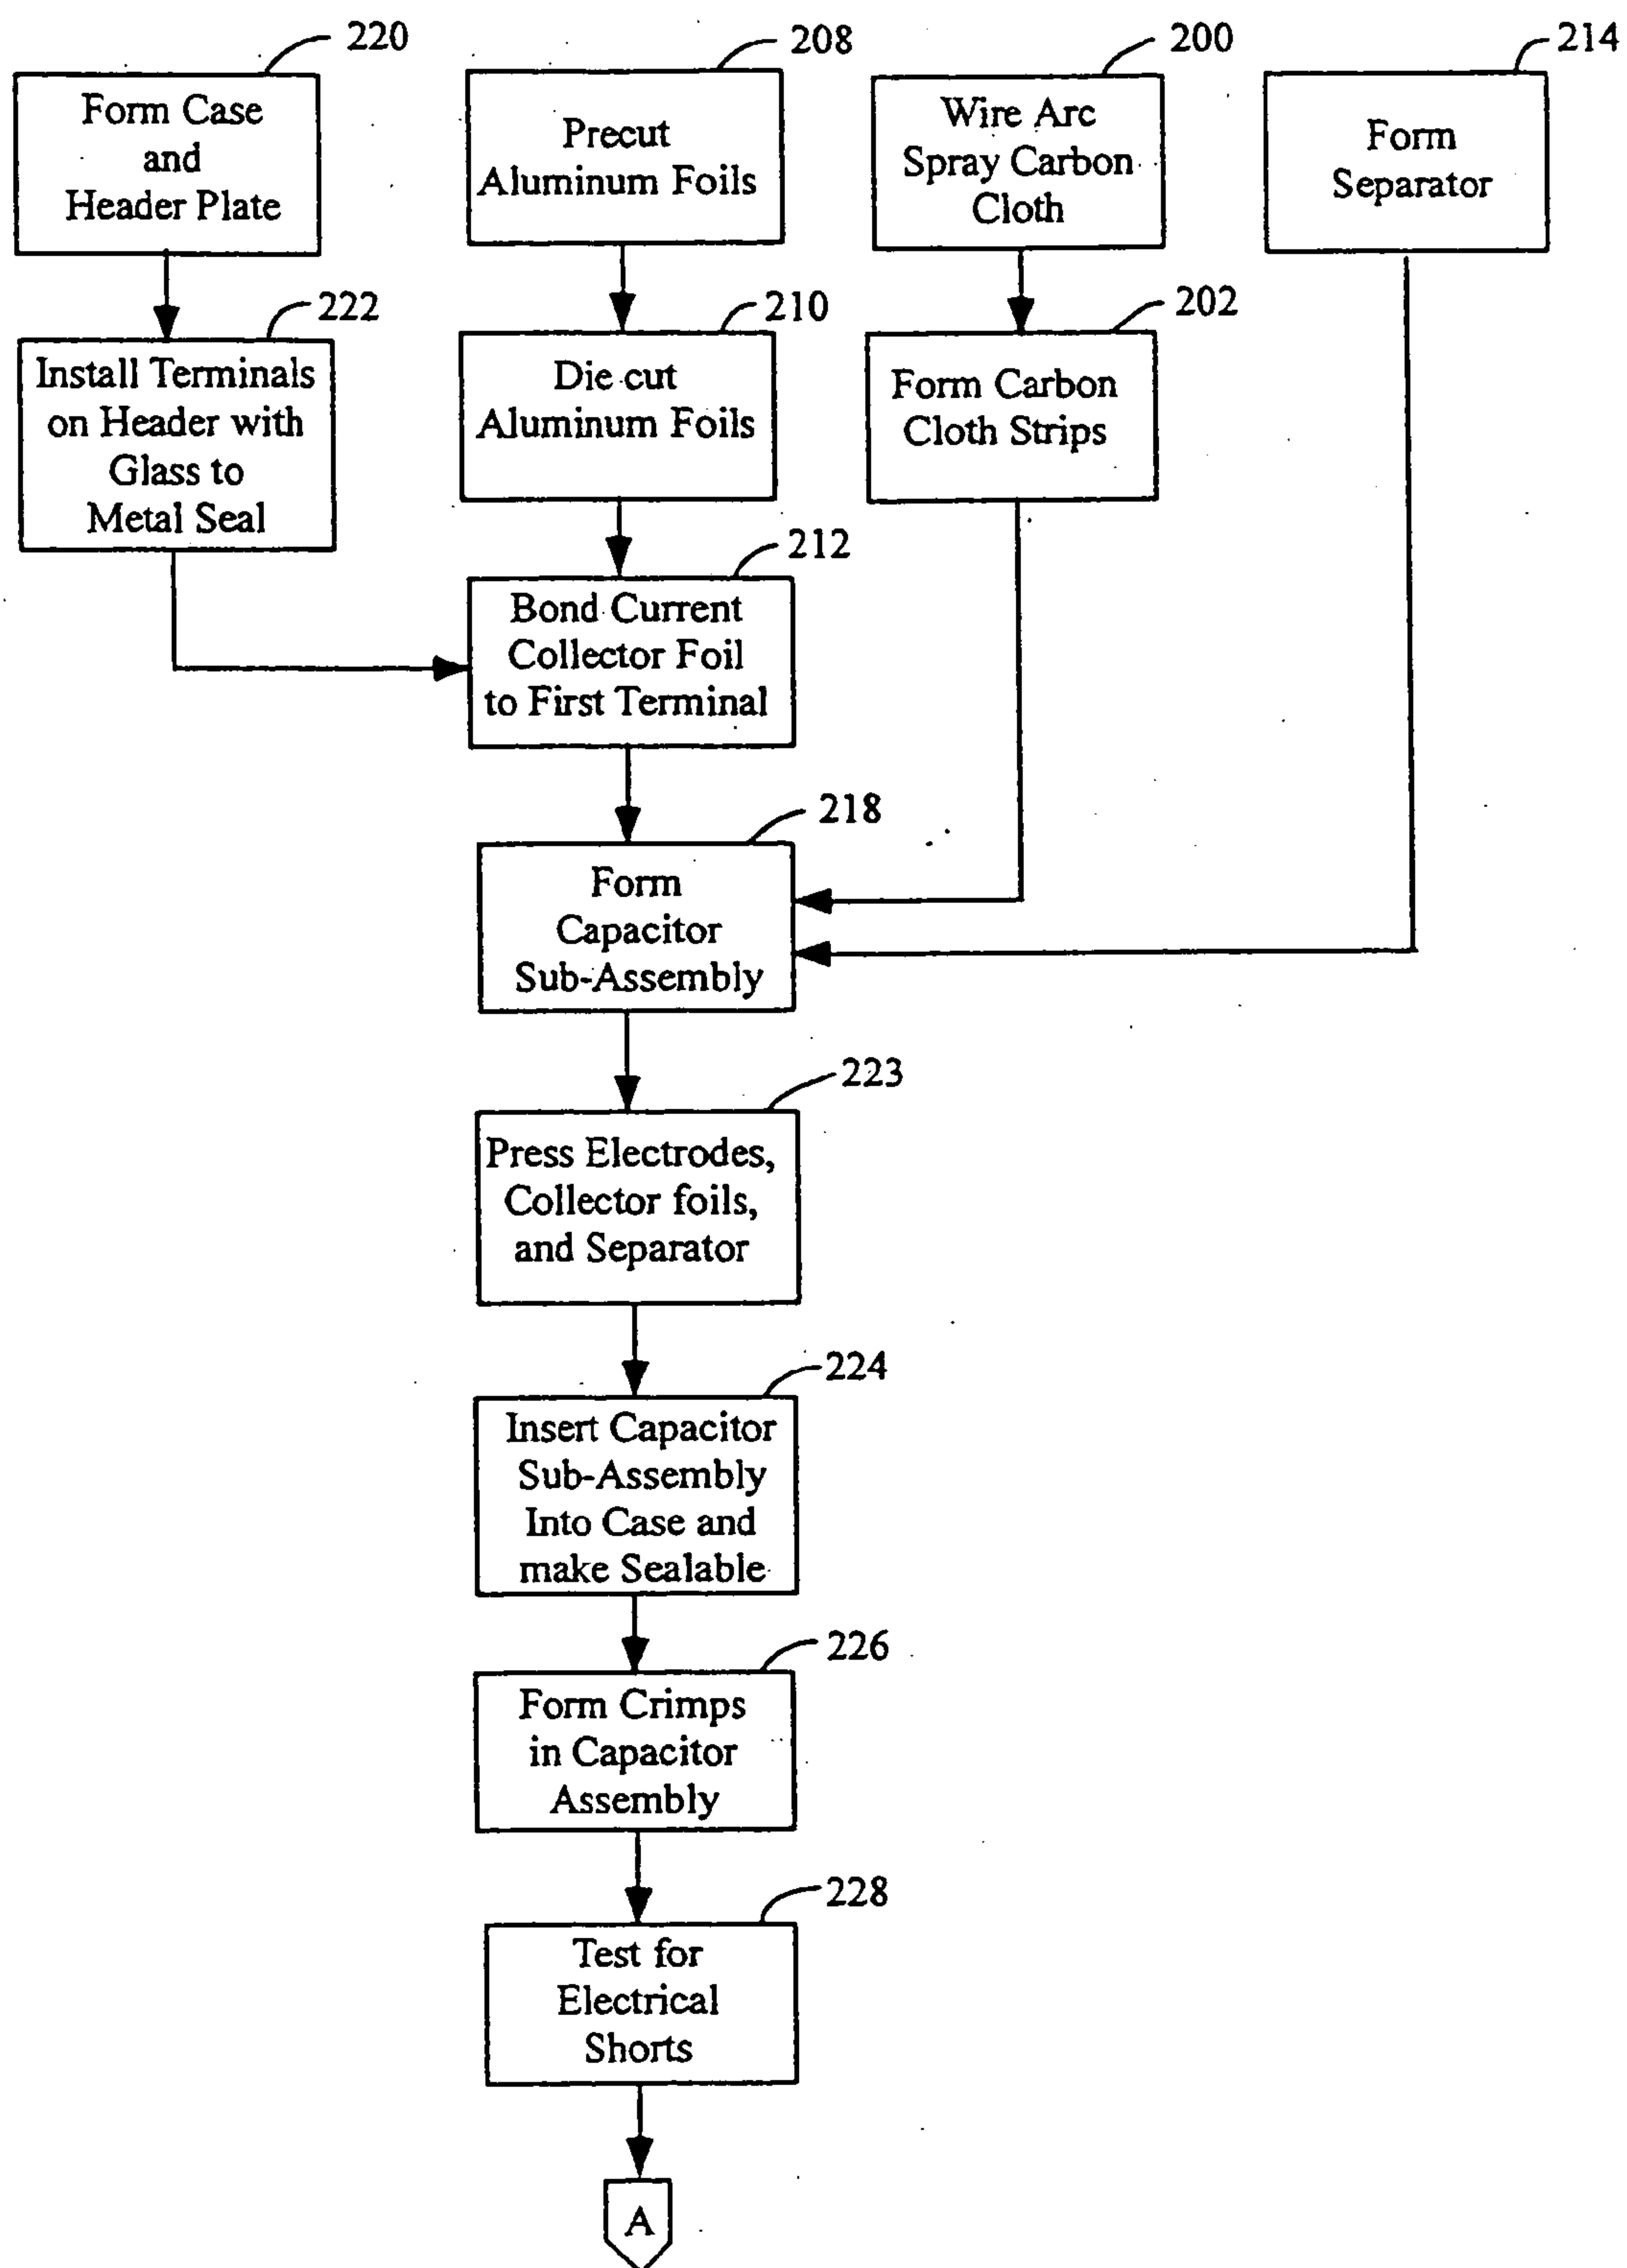 220
Form Case
and
Header Plate
208
Precut
Aluminum Foils
200
Wire Arc
Spray Carbon
Cloth
214
Form
Separator
222
Install Terminals
on Header with
Glass to
Metal Seal
210
Die cut
Aluminum Foils
202
Form Carbon
Cloth Strips
212
Bond Current
Collector Foil
to First Terminal
218
Form
Capacitor
Sub-Assembly
223
Press Electrodes,
Collector foils,
and Separator
224
Insert Capacitor
Sub-Assembly
Into Case and
make Sealable
226
Form Crimps
in Capacitor
Assembly
228
Test for
Electrical
Shorts
A